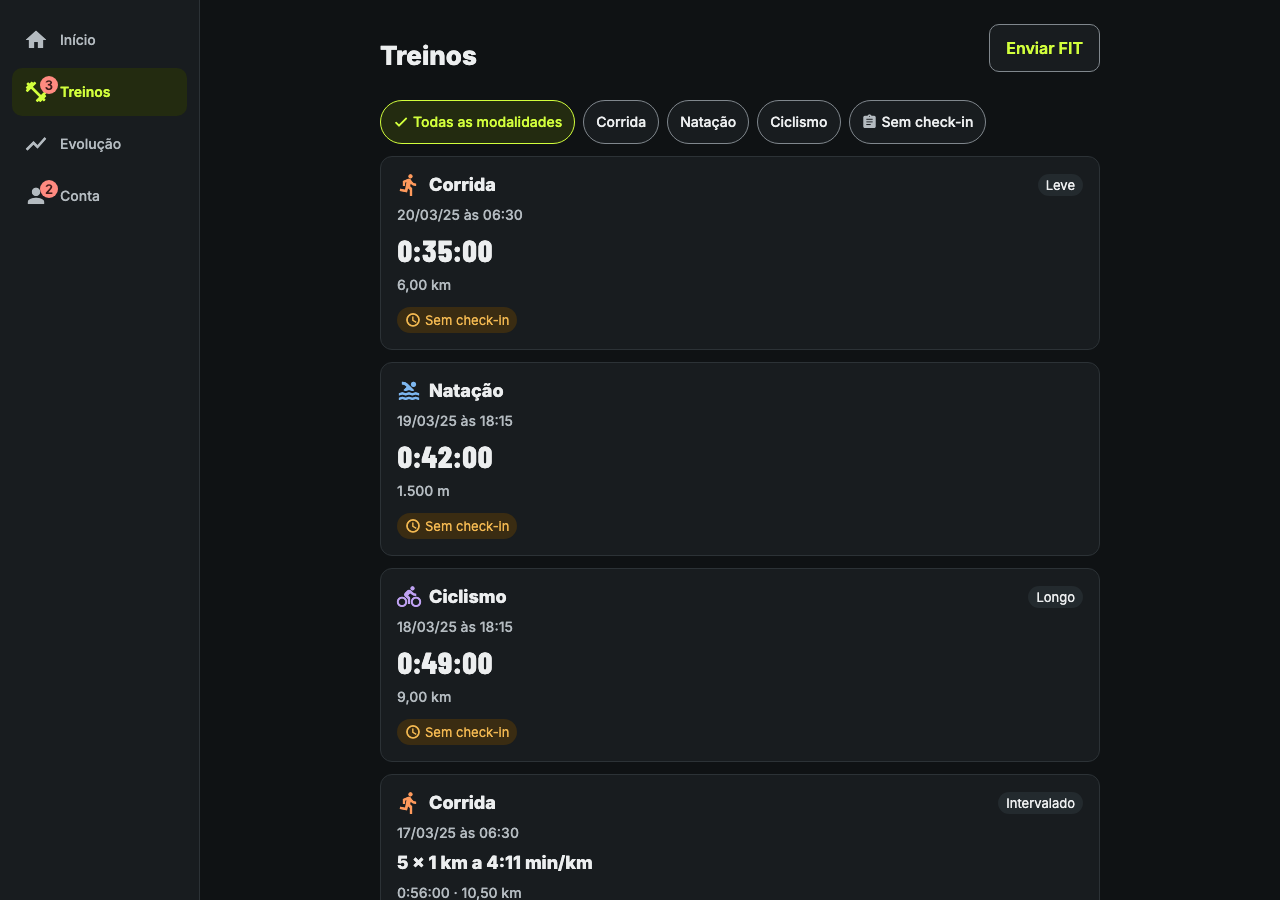 Início
3
Treinos
Evolução
2
Conta
Treinos
Enviar FIT
Todas as modalidades
Corrida
Natação
Ciclismo
Sem check-in
Corrida
Leve
20/03/25 às 06:30
0:35:00
6,00 km
Sem check-in
Natação
19/03/25 às 18:15
0:42:00
1.500 m
Sem check-in
Ciclismo
Longo
18/03/25 às 18:15
0:49:00
9,00 km
Sem check-in
Corrida
Intervalado
17/03/25 às 06:30
5 × 1 km a 4:11 min/km
0:56:00 · 10,50 km